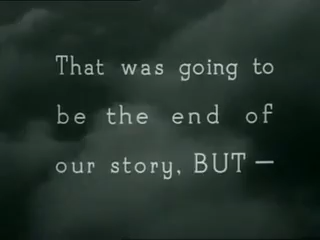 That was going to
be the end of
our story, BUT —